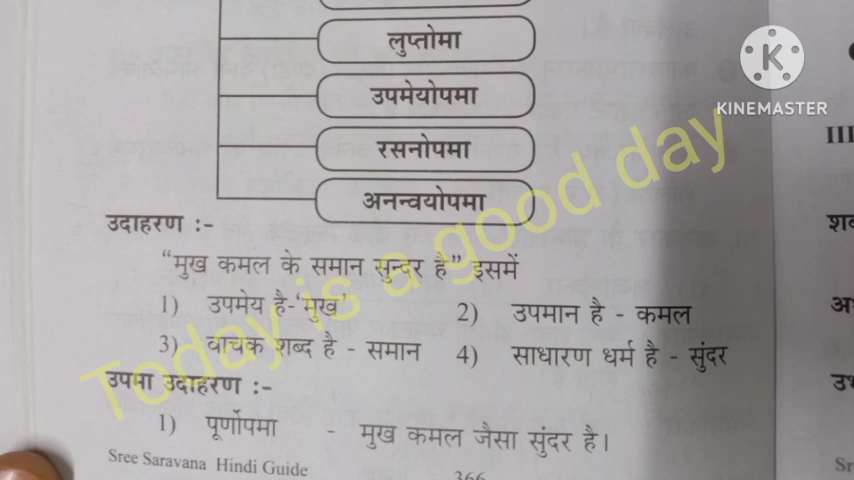 लुप्तोमा
उपमेयोपमा
रसनोपमा
अनन्वयोपमा
KINEMASTER
Today is a good day
III
उदाहरण :-
"मुख कमल के समान सुन्दर है" इसमें
1) उपमेय है-'मुख' 2) उपमान है - कमल
3) वाचक शब्द है - समान 4) साधारण धर्म है - सुंदर
उपमा उदाहरण :-
1) पूर्णोपमा - मुख कमल जैसा सुंदर है।
Sree Saravana Hindi Guide 366